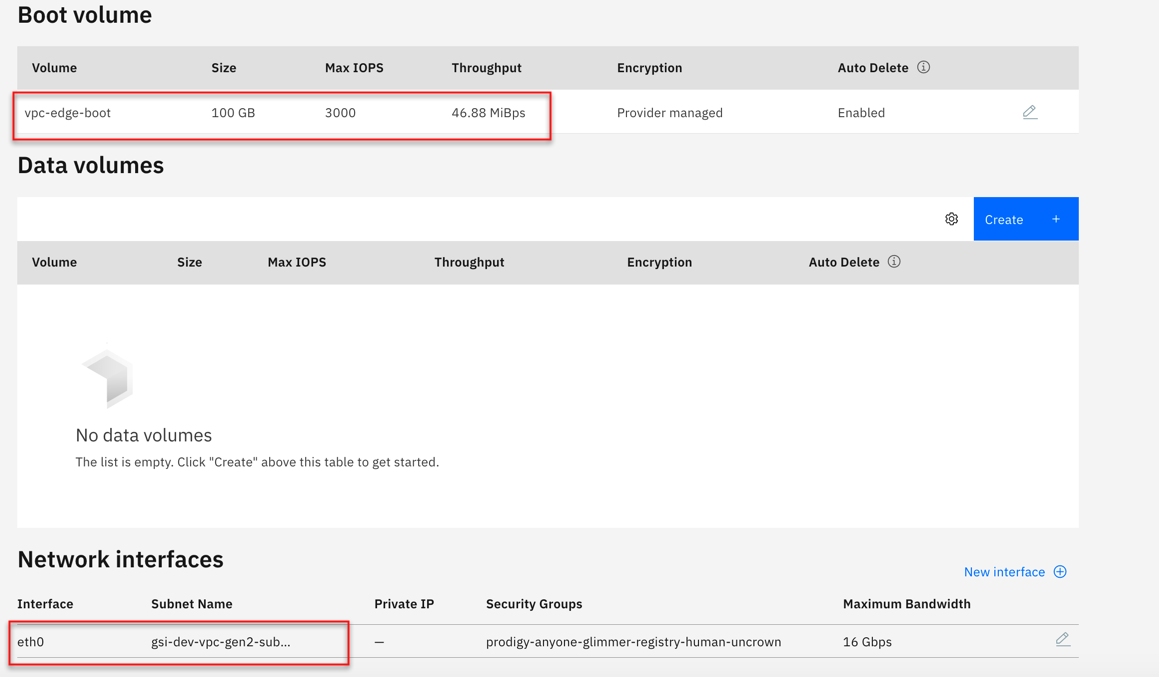 Boot volume
Volume Size Max IOPS Throughput Encryption Auto Delete
vpc-edge-boot 100 GB 3000 46.88 MiBps Provider managed Enabled
Data volumes
Create +
Volume Size Max IOPS Throughput Encryption Auto Delete
No data volumes
The list is empty. Click "Create" above this table to get started.
Network interfaces
New interface
Interface Subnet Name Private IP Security Groups Maximum Bandwidth
eth0 gsi-dev-vpc-gen2-sub... – prodigy-anyone-glimmer-registry-human-uncrown 16 Gbps